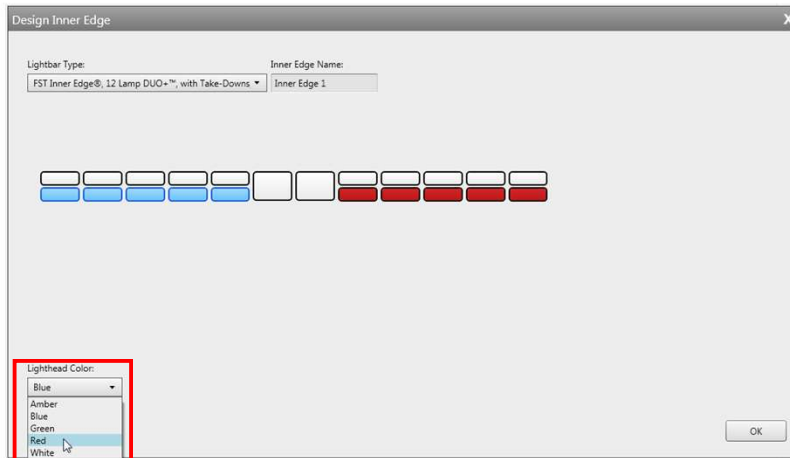 Design Inner Edge X
Lightbar Type: Inner Edge Name:
FST Inner Edge®, 12 Lamp DUO+™, with Take-Downs Inner Edge 1
Lighthead Color:
Blue
Amber
Blue
Green
Red
White
OK